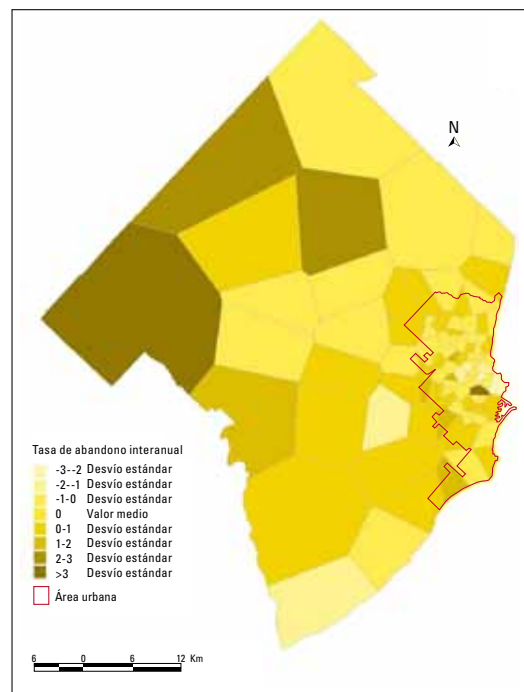 N
Tasa de abandono interanual
-3--2 Desvío estándar
-2--1 Desvío estándar
-1-0 Desvío estándar
0 Valor medio
0-1 Desvío estándar
1-2 Desvío estándar
2-3 Desvío estándar
>3 Desvío estándar
Área urbana
6 0 6 12 Km